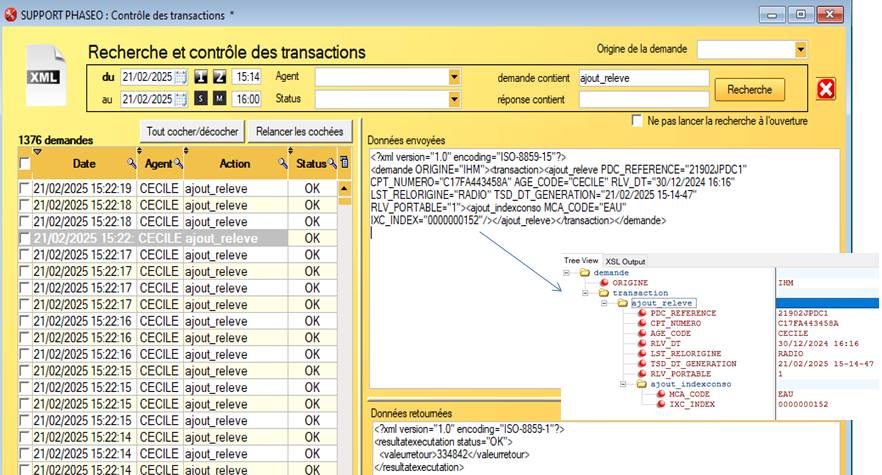 SUPPORT PHASEO : Contrôle des transactions *
XML
Recherche et contrôle des transactions
Origine de la demande
du 21/02/2025 1 2 15:14 Agent demande contient ajout_releve
Recherche
au 21/02/2025 S M 16:00 Status réponse contient
Ne pas lancer la recherche à l'ouverture
1376 demandes Tout cocher/décocher Relancer les cochées
Date Agent Action Status
21/02/2025 15:22:19 CECILE ajout_releve OK
21/02/2025 15:22:18 CECILE ajout_releve OK
21/02/2025 15:22:18 CECILE ajout_releve OK
21/02/2025 15:22: CECILE ajout_releve OK
21/02/2025 15:22:17 CECILE ajout_releve OK
21/02/2025 15:22:17 CECILE ajout_releve OK
21/02/2025 15:22:17 CECILE ajout_releve OK
21/02/2025 15:22:17 CECILE ajout_releve OK
21/02/2025 15:22:16 CECILE ajout_releve OK
21/02/2025 15:22:16 CECILE ajout_releve OK
21/02/2025 15:22:16 CECILE ajout_releve OK
21/02/2025 15:22:15 CECILE ajout_releve OK
21/02/2025 15:22:15 CECILE ajout_releve OK
21/02/2025 15:22:15 CECILE ajout_releve OK
21/02/2025 15:22:15 CECILE ajout_releve OK
21/02/2025 15:22:14 CECILE ajout_releve OK
21/02/2025 15:22:14 CECILE ajout_releve OK
21/02/2025 15:22:14 CECILE ajout_releve OK
Données envoyées
<?xml version="1.0" encoding="ISO-8859-15"?>
<demande ORIGINE="IHM"><transaction><ajout_releve PDC_REFERENCE="21902JPDC1"
CPT_NUMERO="C17FA443458A" AGE_CODE="CECILE" RLV_DT="30/12/2024 16:16"
LST_RELORIGINE="RADIO" TSD_DT_GENERATION="21/02/2025 15-14-47"
RLV_PORTABLE="1"><ajout_indexconso MCA_CODE="EAU"
IXC_INDEX="0000000152"/></ajout_releve></transaction></demande>
Tree View XSL Output
demande
ORIGINE IHM
transaction
ajout_releve
PDC_REFERENCE 21902JPDC1
CPT_NUMERO C17FA443458A
AGE_CODE CECILE
RLV_DT 30/12/2024 16:16
LST_RELORIGINE RADIO
TSD_DT_GENERATION 21/02/2025 15-14-47
RLV_PORTABLE 1
ajout_indexconso
MCA_CODE EAU
IXC_INDEX 0000000152
Données retournées
<?xml version="1.0" encoding="ISO-8859-1"?>
<resultatexecution status="OK">
<valeurretour>334842</valeurretour>
</resultatexecution>